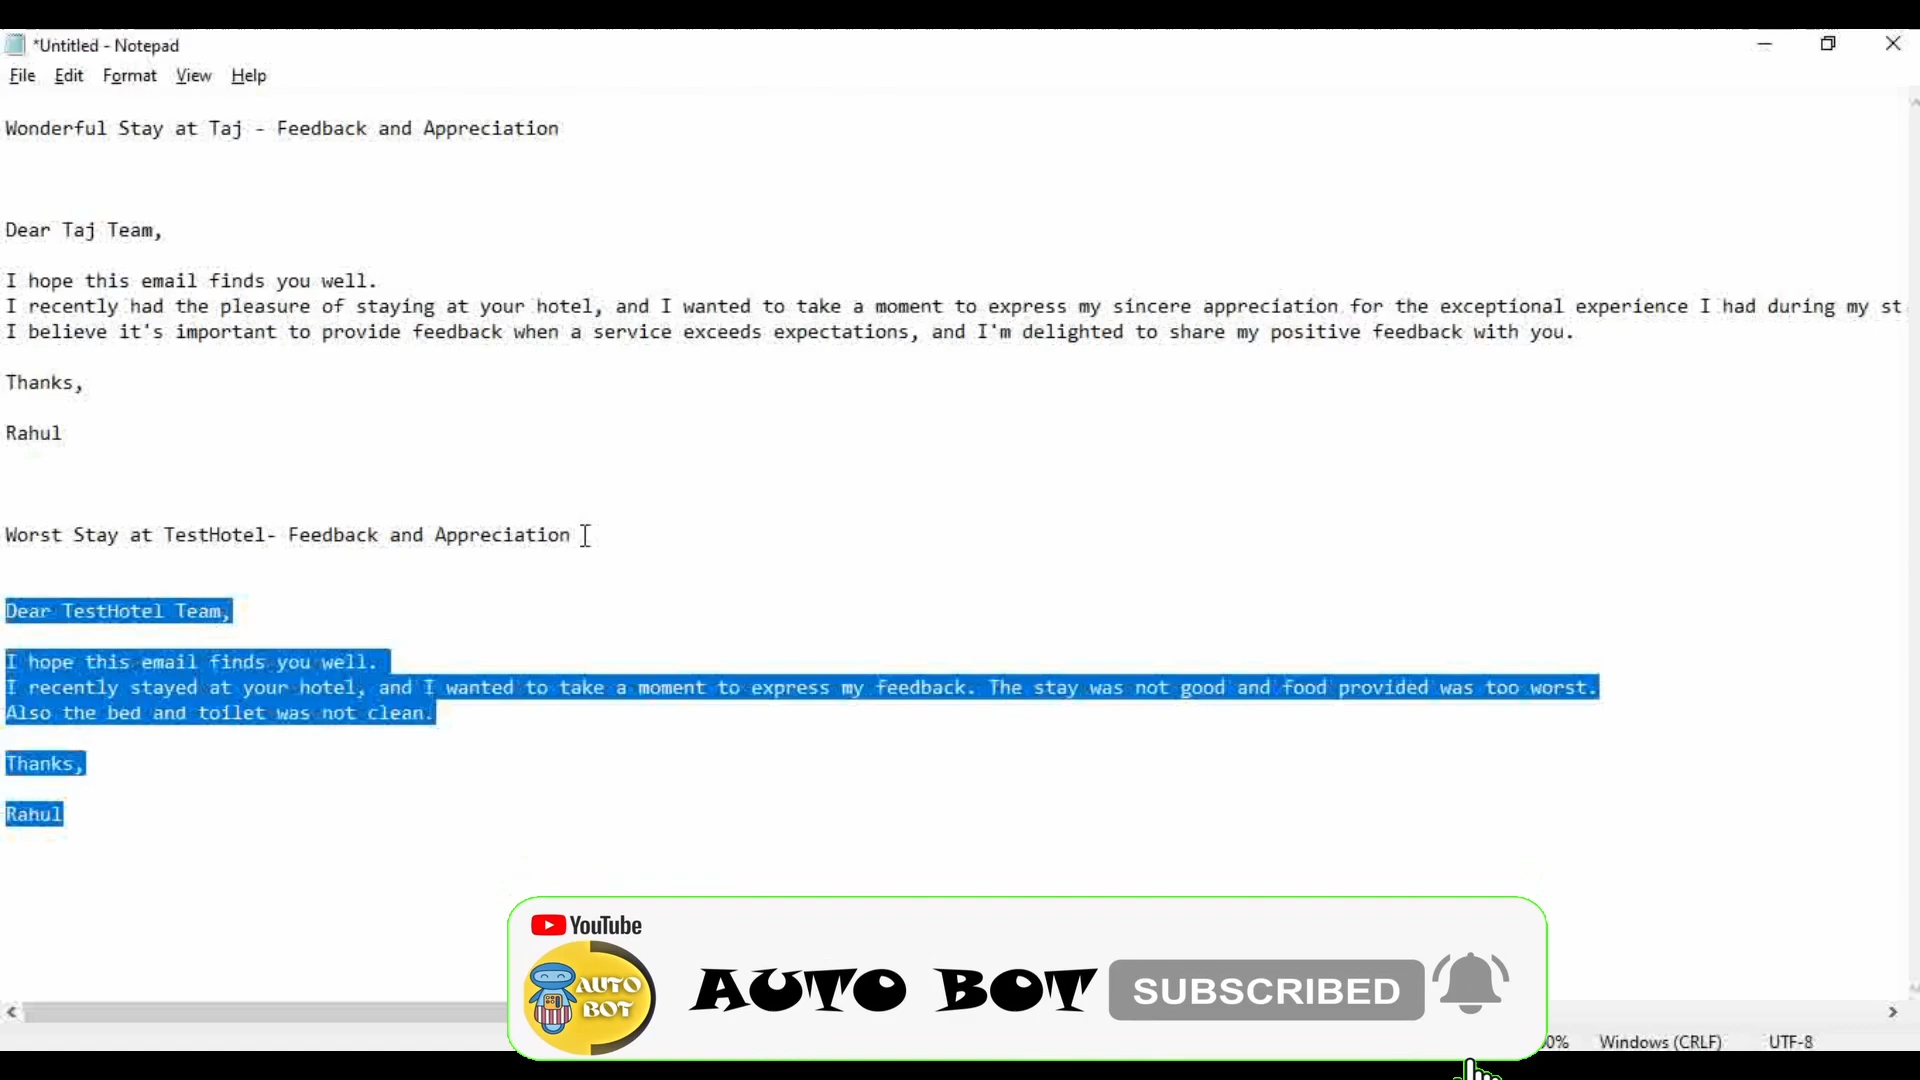 *Untitled - Notepad
File Edit Format View Help
Wonderful Stay at Taj - Feedback and Appreciation
Dear Taj Team,
I hope this email finds you well.
I recently had the pleasure of staying at your hotel, and I wanted to take a moment to express my sincere appreciation for the exceptional experience I had during my st
I believe it's important to provide feedback when a service exceeds expectations, and I'm delighted to share my positive feedback with you.
Thanks,
Rahul
Worst Stay at TestHotel- Feedback and Appreciation
Dear TestHotel Team,
I hope this email finds you well.
I recently stayed at your hotel, and I wanted to take a moment to express my feedback. The stay was not good and food provided was too worst.
Also the bed and toilet was not clean.
Thanks,
Rahul
YouTube
AUTO BOT
AUTO BOT SUBSCRIBED
0% Windows (CRLF) UTF-8